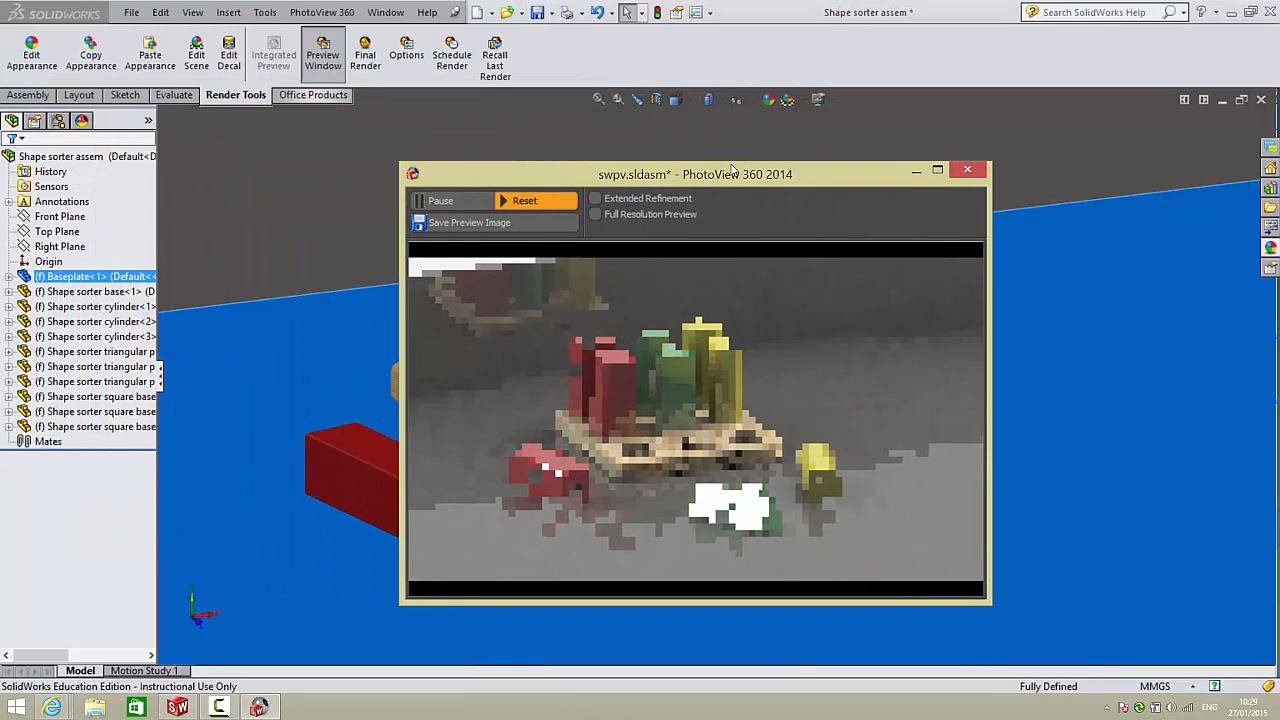 SOLIDWORKS File Edit View Insert Tools PhotoView 360 Window Help Shape sorter assem * Search SolidWorks Help
Edit Appearance
Copy Appearance
Paste Appearance
Edit Scene
Edit Decal
Integrated Preview
Preview Window
Final Render
Options
Schedule Render
Recall Last Render
Assembly Layout Sketch Evaluate Render Tools Office Products
Shape sorter assem (Default<D
History
Sensors
Annotations
Front Plane
Top Plane
Right Plane
Origin
(f) Baseplate<1> (Default<<
(f) Shape sorter base<1> (D
(f) Shape sorter cylinder<1>
(f) Shape sorter cylinder<2>
(f) Shape sorter cylinder<3>
(f) Shape sorter triangular p
(f) Shape sorter triangular p
(f) Shape sorter triangular p
(f) Shape sorter square base
(f) Shape sorter square base
(f) Shape sorter square base
Mates
swpv.sldasm* - PhotoView 360 2014
Pause Reset
Save Preview Image
Extended Refinement
Full Resolution Preview
Model Motion Study 1
SolidWorks Education Edition - Instructional Use Only Fully Defined MMGS
ENG
10:29
27/01/2015